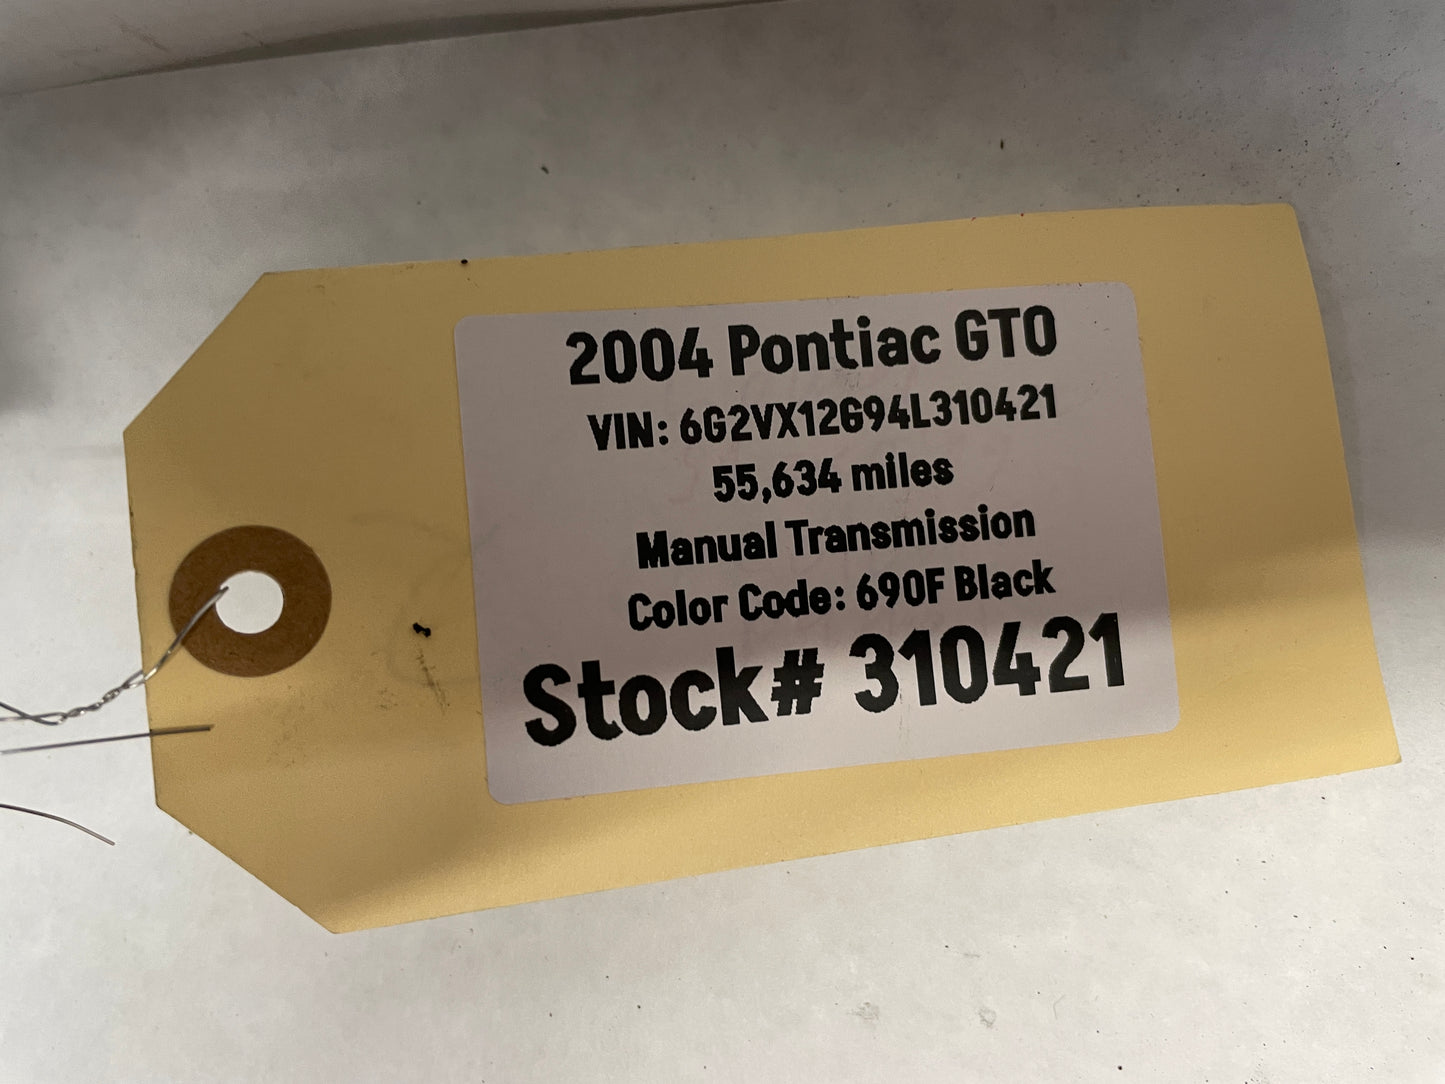 2004 Pontiac GTO
VIN: 6G2VX12G94L310421
55,634 miles
Manual Transmission
Color Code: 690F Black
Stock# 310421